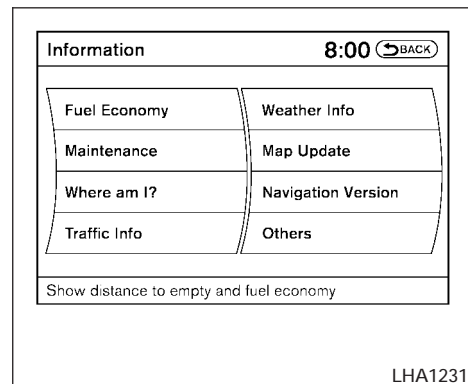 Information 8:00 BACK
Fuel Economy Weather Info
Maintenance Map Update
Where am I? Navigation Version
Traffic Info Others
Show distance to empty and fuel economy
LHA1231